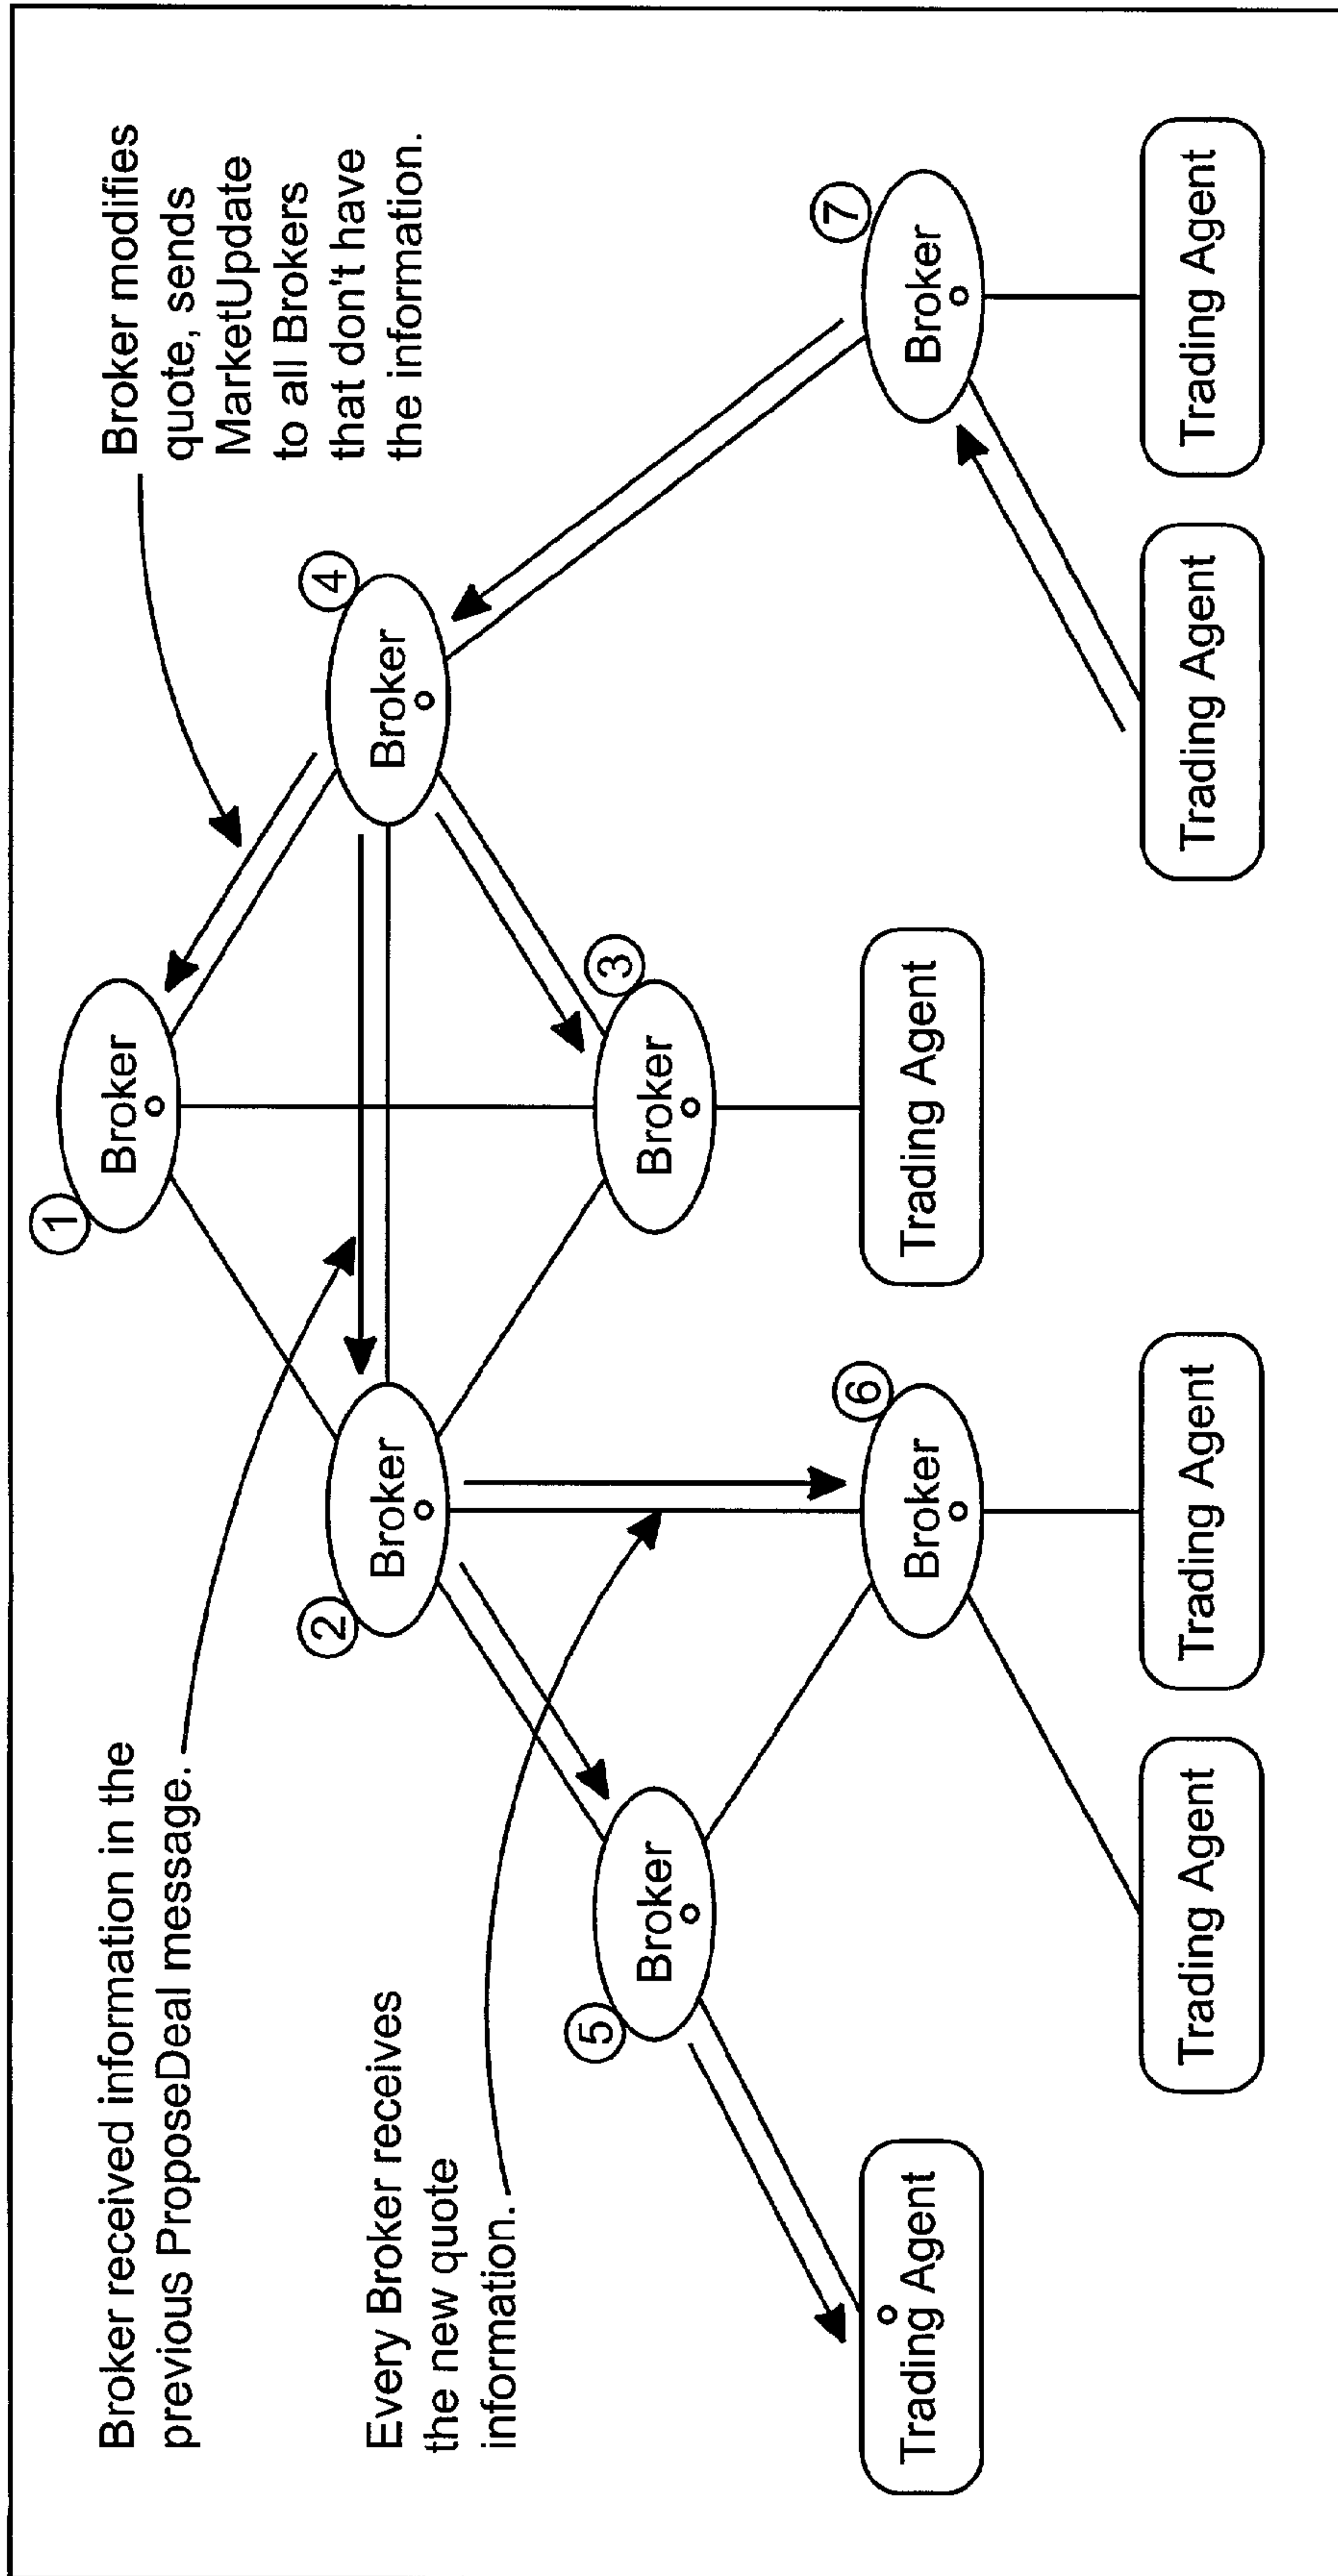 Broker received information in the
previous ProposeDeal message.
Broker modifies
quote, sends
MarketUpdate
to all Brokers
that don't have
the information.
Every Broker receives
the new quote
information.
1
Broker
2
Broker
4
Broker
3
Broker
5
Broker
6
Broker
7
Broker
Trading Agent
Trading Agent
Trading Agent
Trading Agent
Trading Agent
Trading Agent